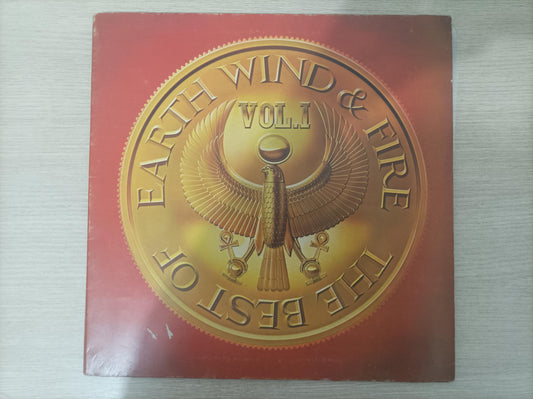 THE BEST OF
EARTH WIND & FIRE
VOL.I